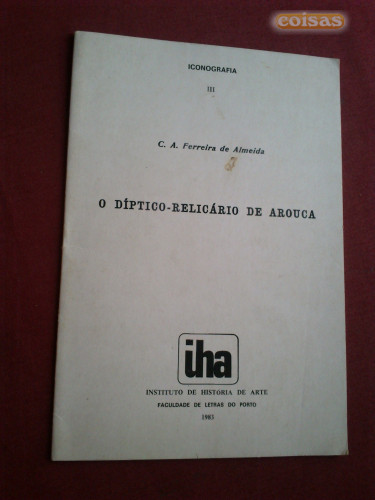 coisas
ICONOGRAFIA
III
C. A. Ferreira de Almeida
O DÍPTICO-RELICÁRIO DE AROUCA
iha
INSTITUTO DE HISTORIA DE ARTE
FACULDADE DE LETRAS DO PORTO
1983